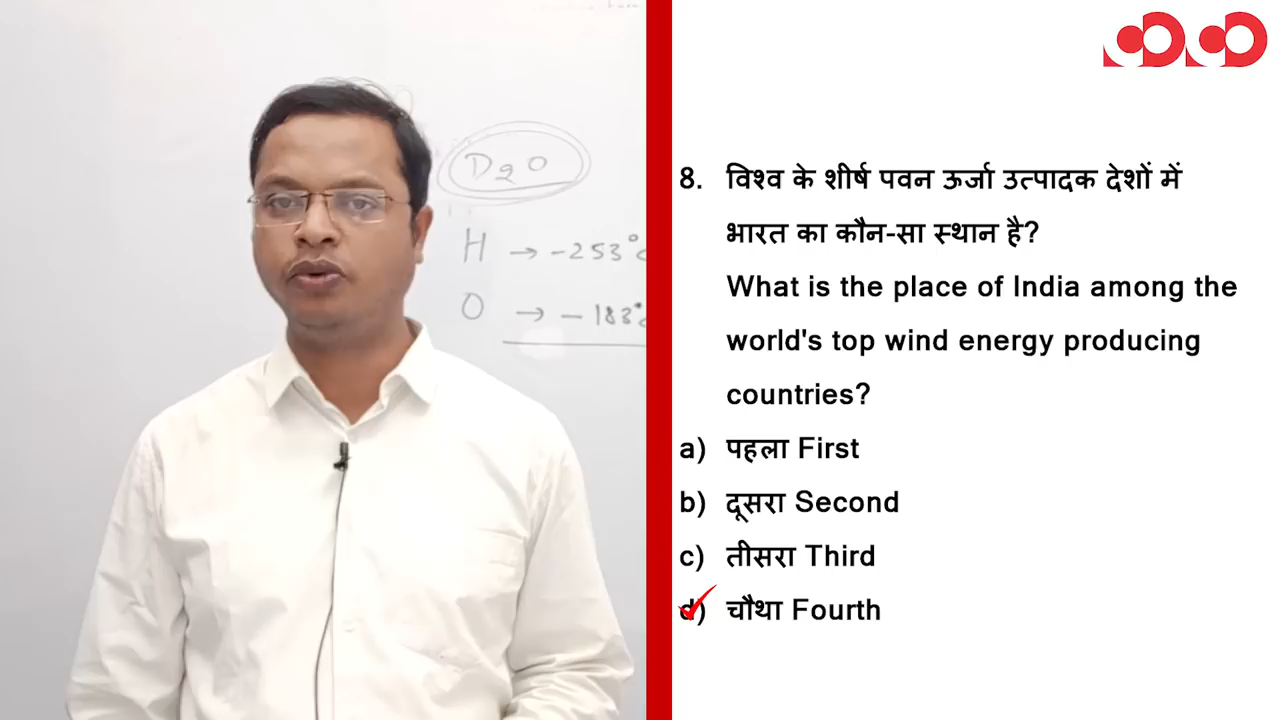 D2O
H → -253°c
O → -183°c
8. विश्व के शीर्ष पवन ऊर्जा उत्पादक देशों में
भारत का कौन-सा स्थान है?
What is the place of India among the
world's top wind energy producing
countries?
a) पहला First
b) दूसरा Second
c) तीसरा Third
d) चौथा Fourth